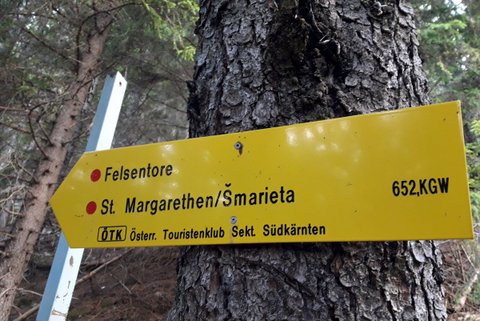 Felsentore
St. Margarethen/Šmarieta
652,KGW
ÖTK Österr. Touristenklub Sekt. Südkärnten